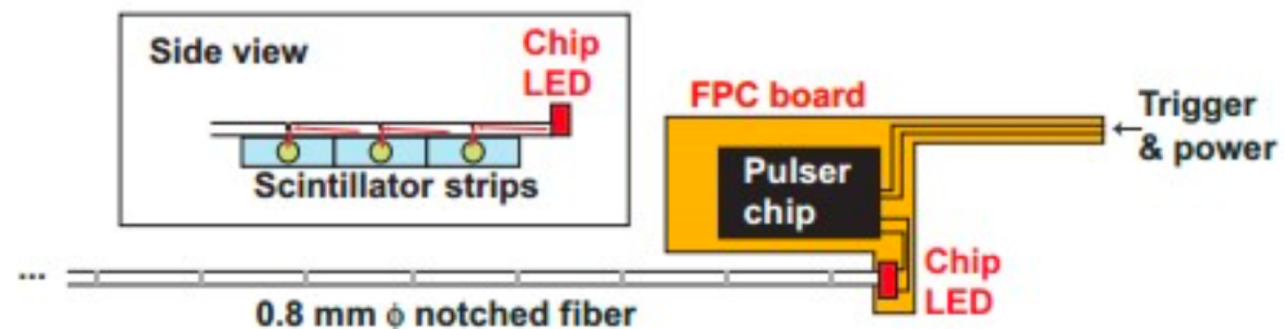 Side view
Chip
LED
Scintillator strips
FPC board
Trigger
& power
←
Pulser
chip
Chip
LED
...
0.8 mm ϕ notched fiber